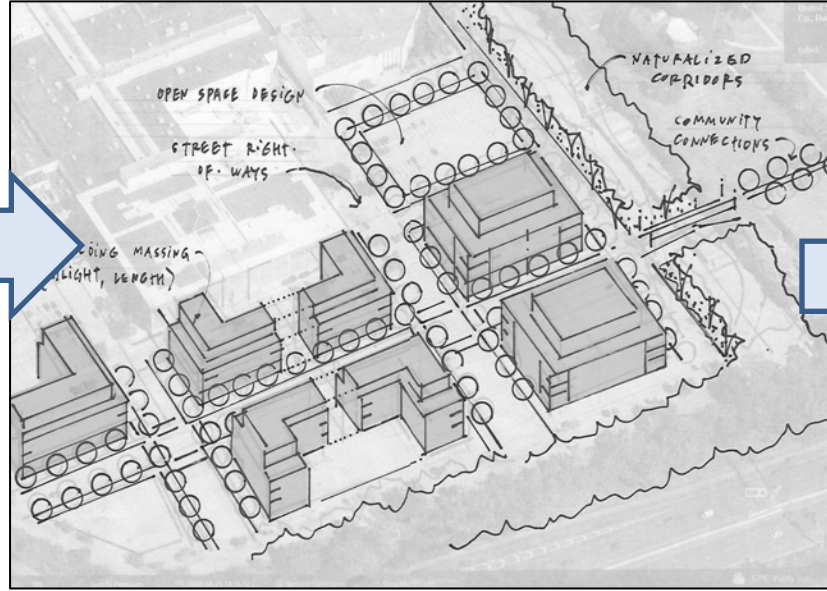 NATURALIZED
CORRIDORS
OPEN SPACE DESIGN
COMMUNITY
CONNECTIONS
STREET RIGHT.
OF. WAYS
MASSING
LENGTH)